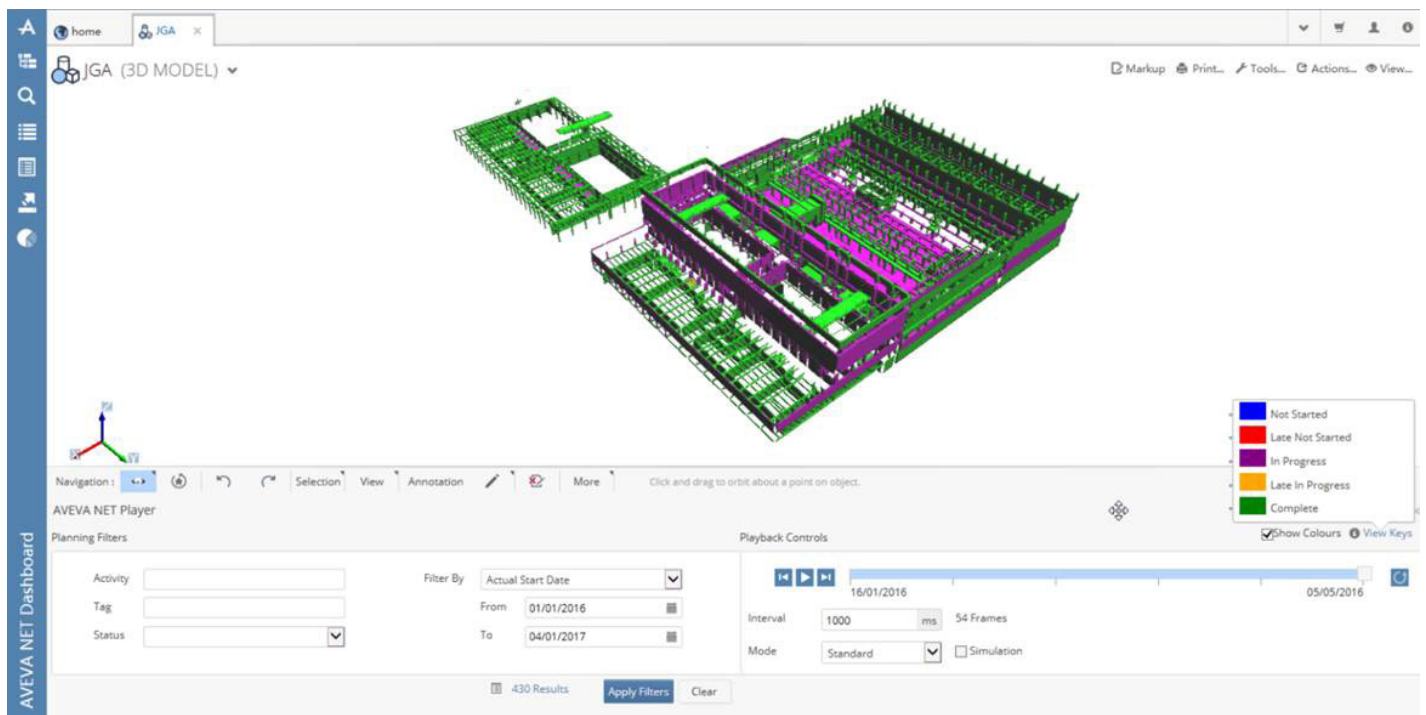 home
JGA
JGA (3D MODEL)
Markup Print... Tools... Actions... View...
Not Started
Late Not Started
In Progress
Late In Progress
Complete
Navigation :
Selection View Annotation More
Click and drag to orbit about a point on object.
AVEVA NET Player
Show Colours View Keys
Planning Filters
Activity
Tag
Status
Filter By Actual Start Date
From 01/01/2016
To 04/01/2017
430 Results Apply Filters Clear
Playback Controls
16/01/2016 05/05/2016
Interval 1000 ms 54 Frames
Mode Standard Simulation
AVEVA NET Dashboard